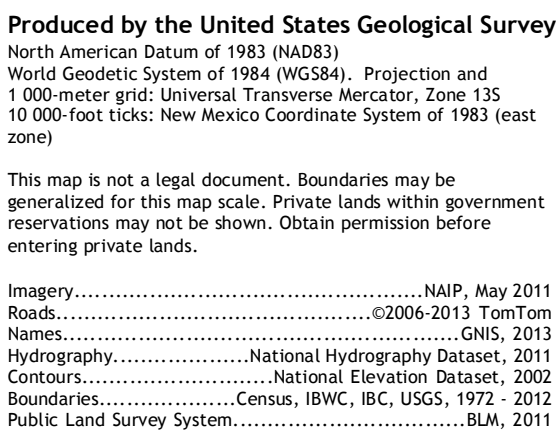 Produced by the United States Geological Survey
North American Datum of 1983 (NAD83)
World Geodetic System of 1984 (WGS84).  Projection and
1 000-meter grid: Universal Transverse Mercator, Zone 13S
10 000-foot ticks: New Mexico Coordinate System of 1983 (east
zone)
This map is not a legal document. Boundaries may be
generalized for this map scale. Private lands within government
reservations may not be shown. Obtain permission before
entering private lands.
Imagery..............................................NAIP, May 2011
Roads.........................................©2006-2013 TomTom
Names.....................................................GNIS, 2013
Hydrography..................National Hydrography Dataset, 2011
Contours..........................National Elevation Dataset, 2002
Boundaries..................Census, IBWC, IBC, USGS, 1972 - 2012
Public Land Survey System...............................BLM, 2011